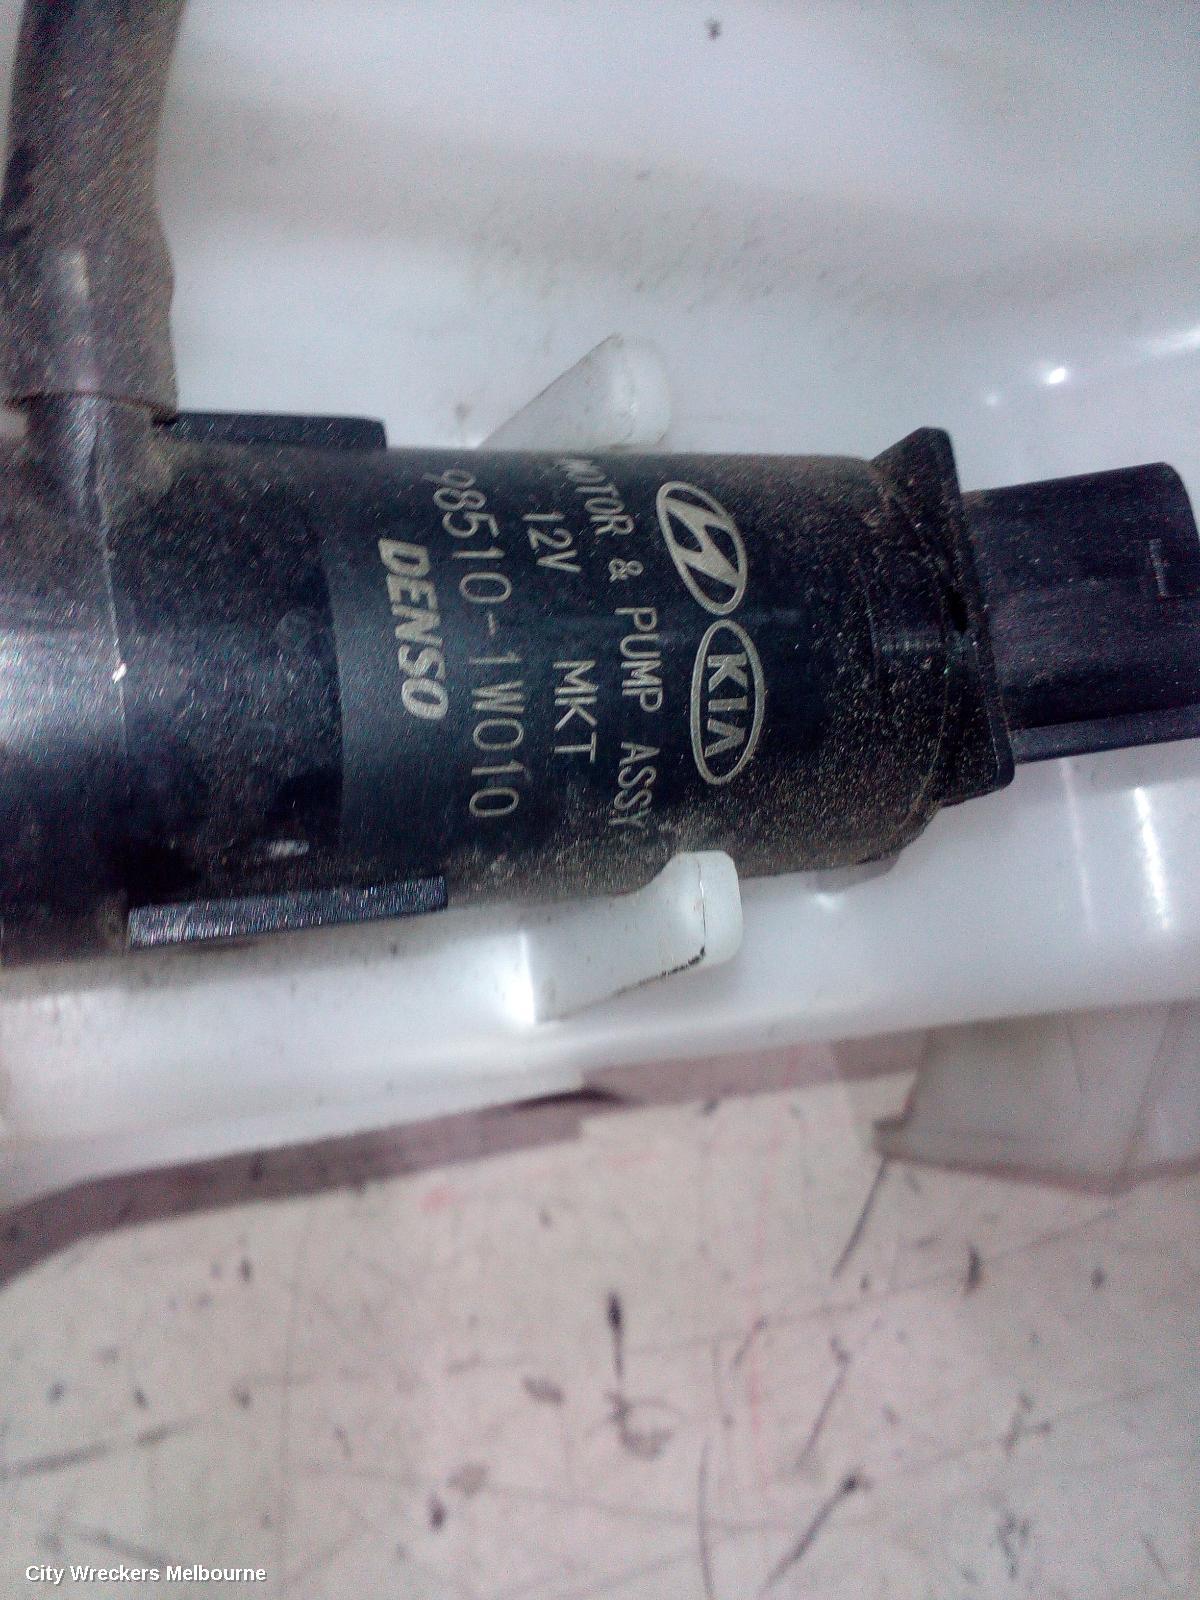 KIA
MOTOR & PUMP ASSY
12V MKT
98510-1W010
DENSO
City Wreckers Melbourne